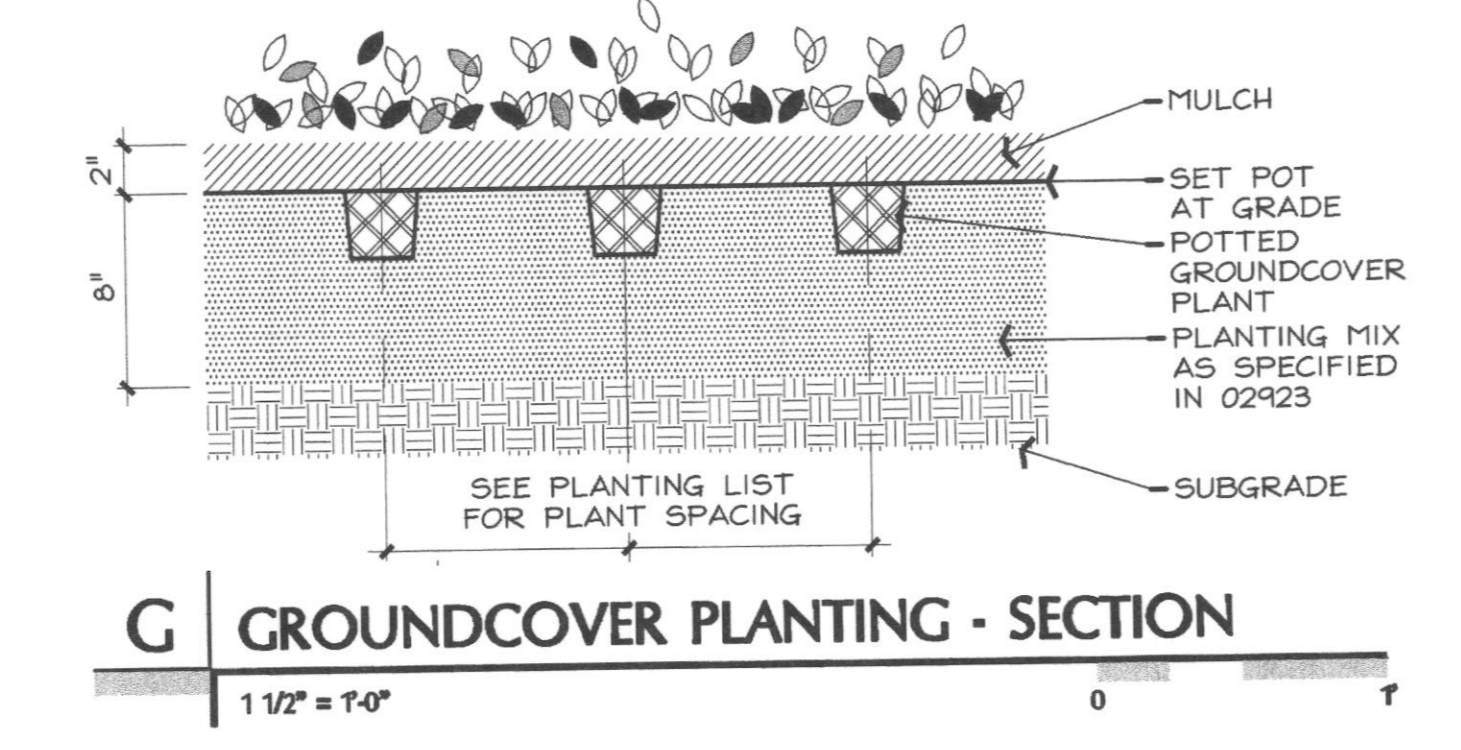 MULCH
2"
SET POT
AT GRADE
POTTED
GROUNDCOVER
PLANT
8"
PLANTING MIX
AS SPECIFIED
IN 02923
SUBGRADE
SEE PLANTING LIST
FOR PLANT SPACING
G
GROUNDCOVER PLANTING - SECTION
1 1/2" = 1'-0"
0
1'